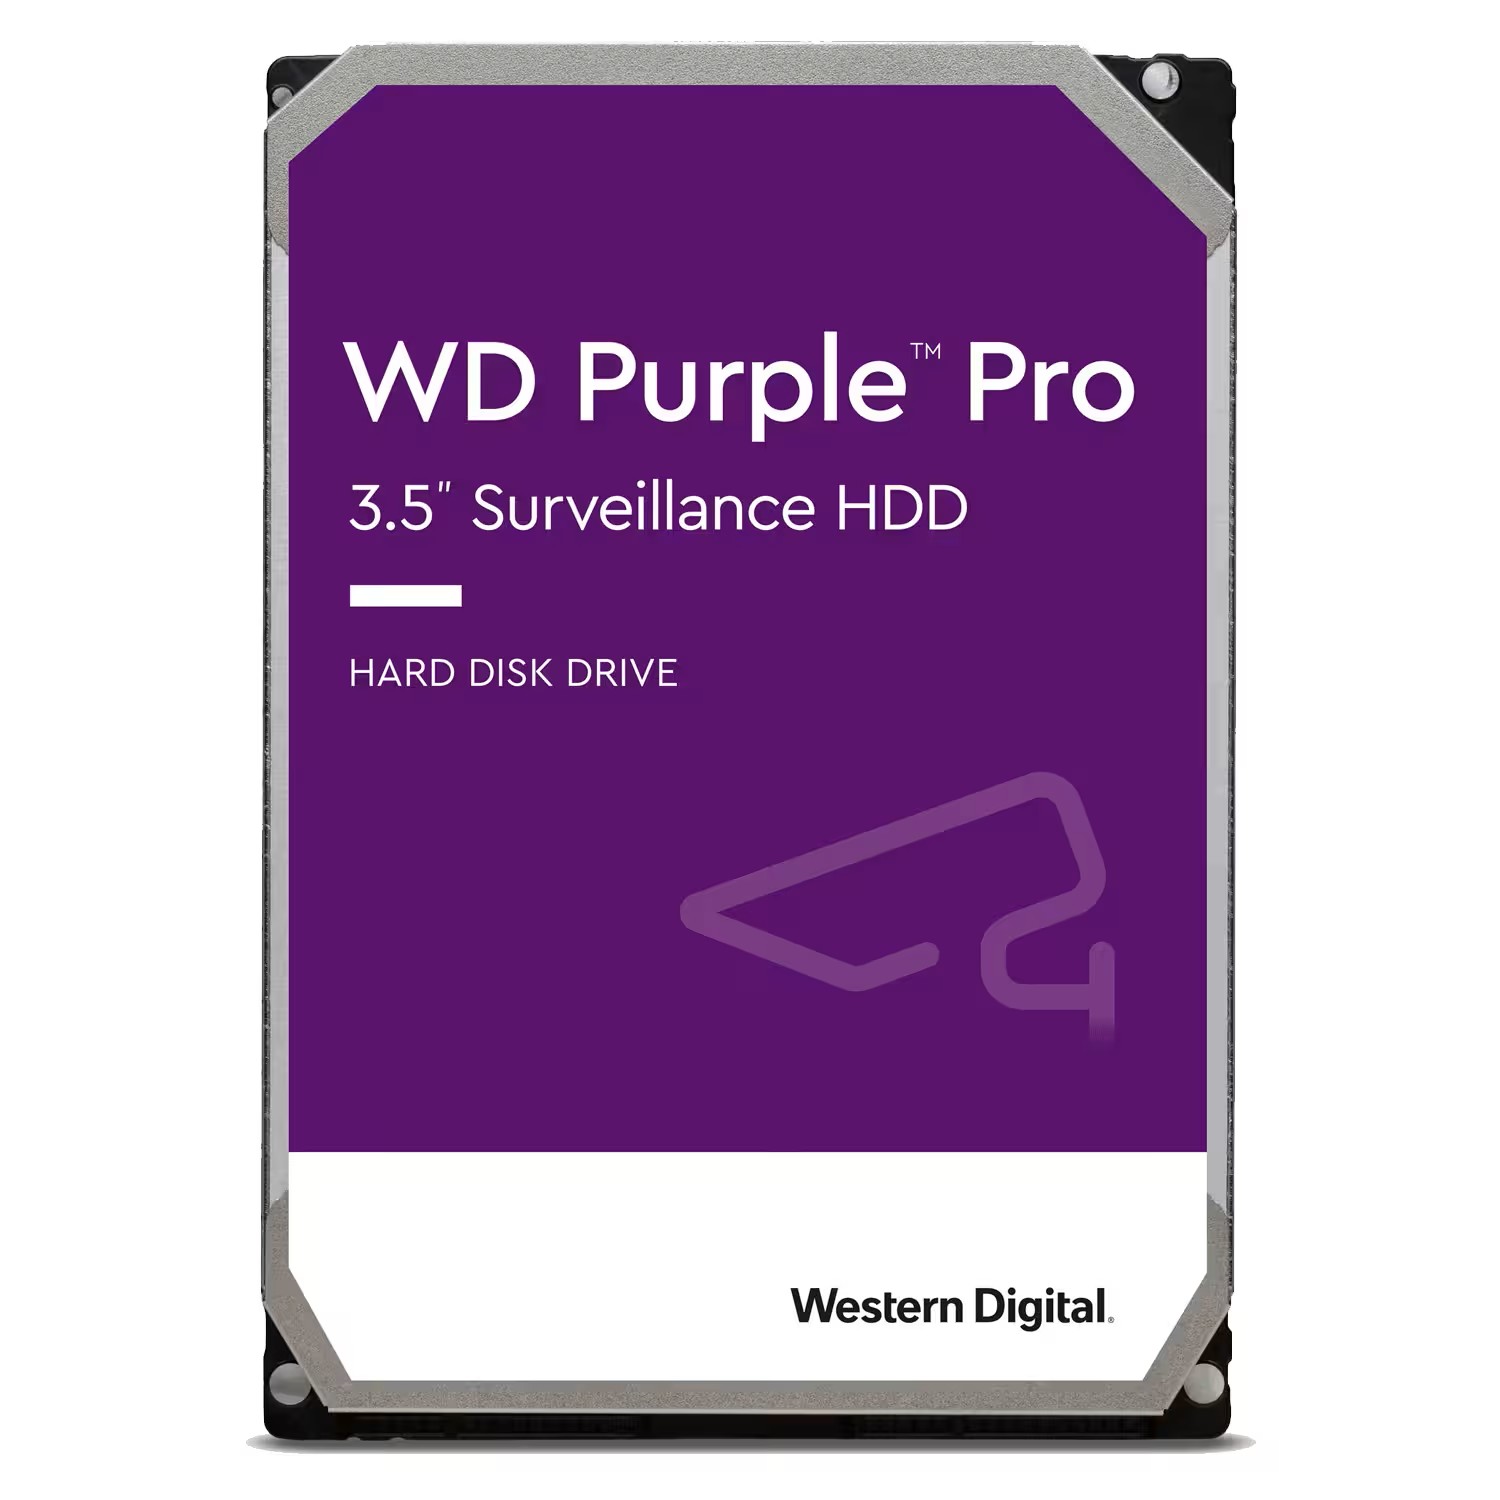 WD Purple™ Pro
3.5" Surveillance HDD
HARD DISK DRIVE
Western Digital®